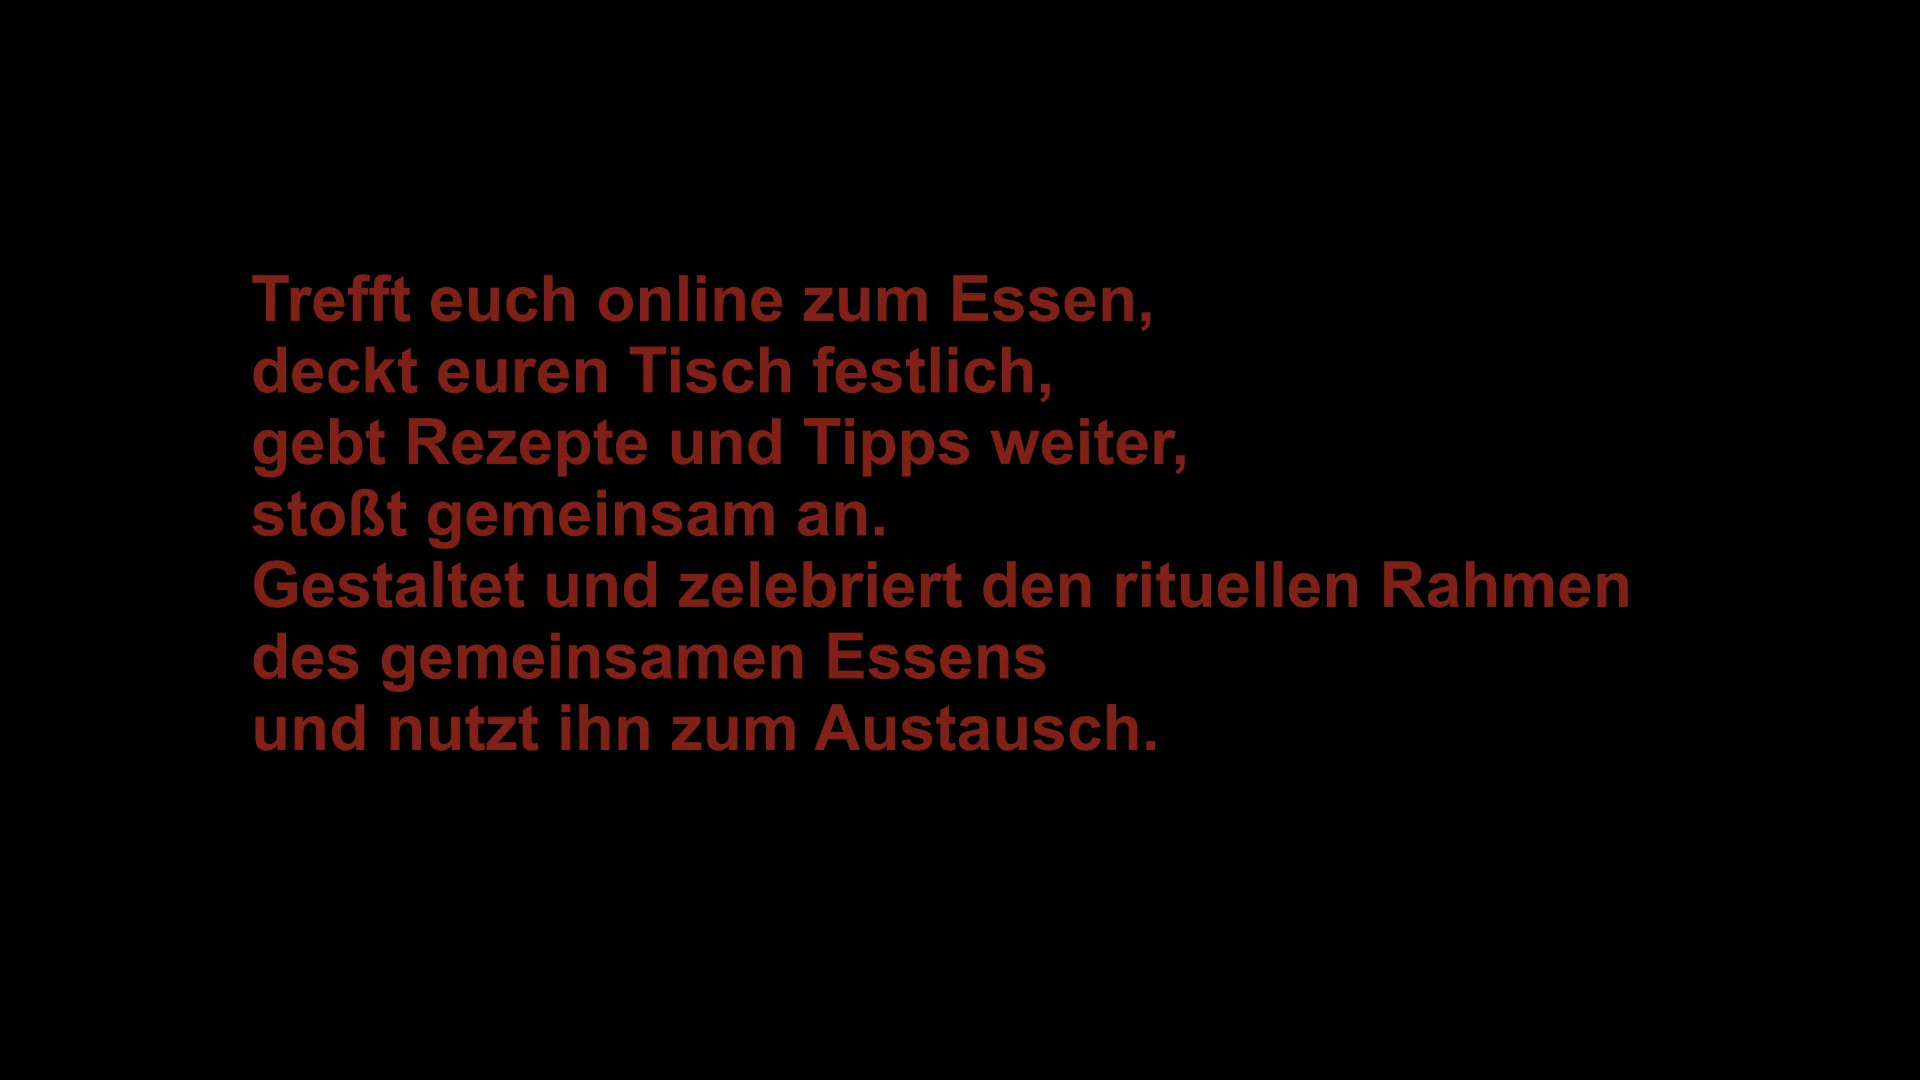 Trefft euch online zum Essen,
deckt euren Tisch festlich,
gebt Rezepte und Tipps weiter,
stoßt gemeinsam an.
Gestaltet und zelebriert den rituellen Rahmen
des gemeinsamen Essens
und nutzt ihn zum Austausch.